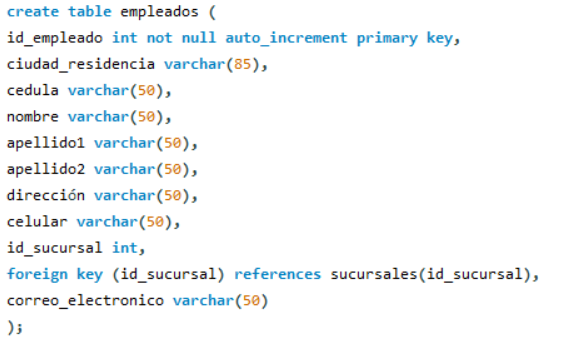 create table empleados (
id_empleado int not null auto_increment primary key,
ciudad_residencia varchar(85),
cedula varchar(50),
nombre varchar(50),
apellido1 varchar(50),
apellido2 varchar(50),
dirección varchar(50),
celular varchar(50),
id_sucursal int,
foreign key (id_sucursal) references sucursales(id_sucursal),
correo_electronico varchar(50)
);